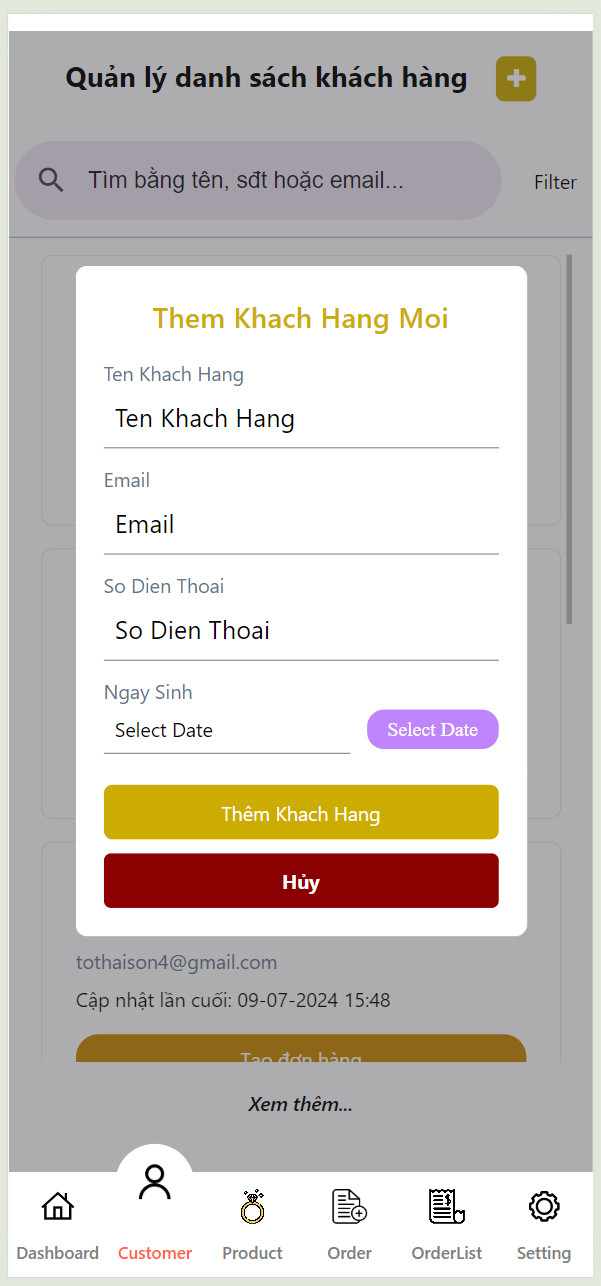 Quản lý danh sách khách hàng
Tìm bằng tên, sđt hoặc email...
Filter
Them Khach Hang Moi
Ten Khach Hang
Ten Khach Hang
Email
Email
So Dien Thoai
So Dien Thoai
Ngay Sinh
Select Date
Select Date
Thêm Khach Hang
Hủy
tothaison4@gmail.com
Cập nhật lần cuối: 09-07-2024 15:48
Tạo đơn hàng
Xem thêm...
Dashboard
Customer
Product
Order
OrderList
Setting